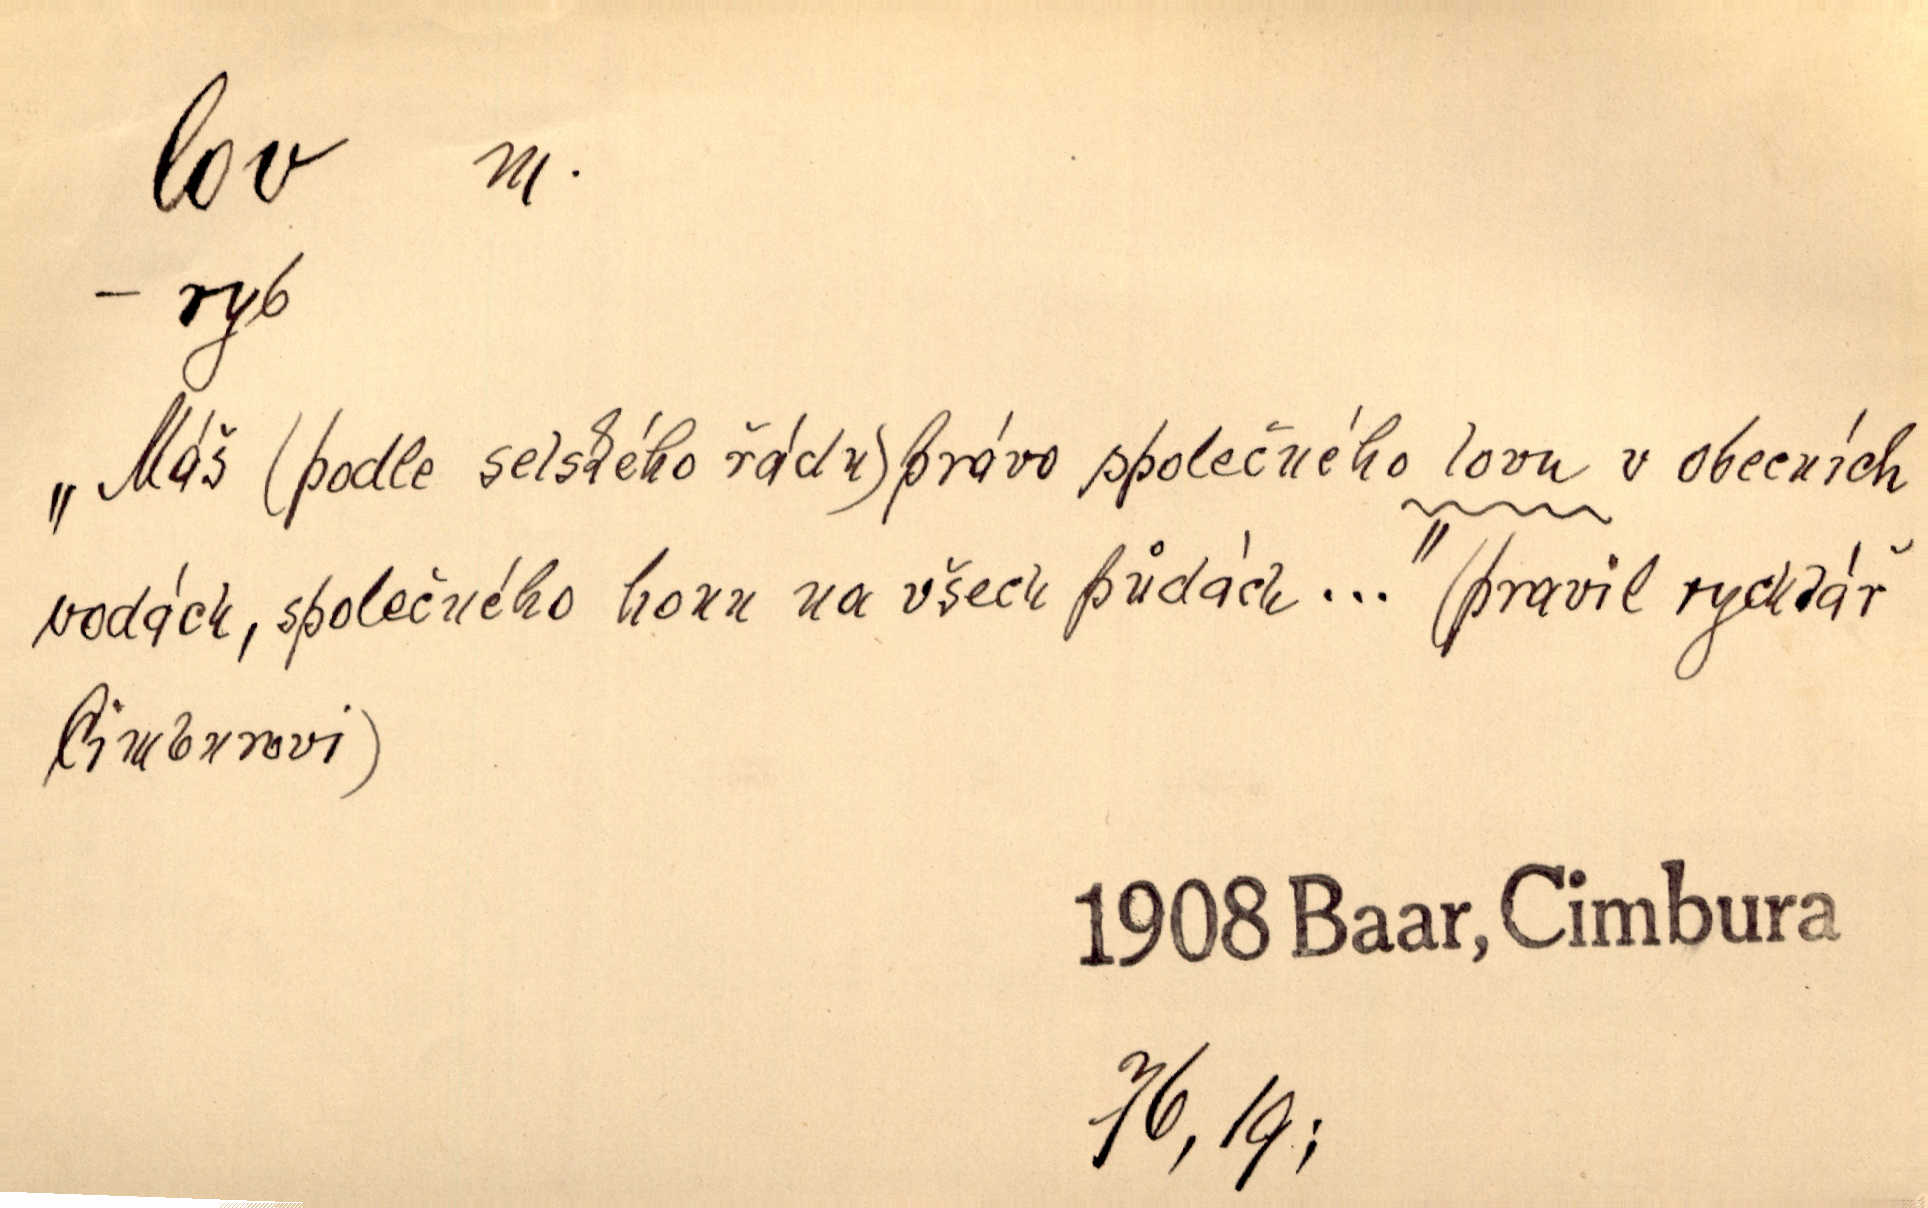 lov m.
– ryb
„Máš (podle selského řádu) právo společného lovu v obecních
vodách, společného honu na všech půdách ..." (pravil rychtář
Cimburovi)
1908 Baar, Cimbura
76, 19;